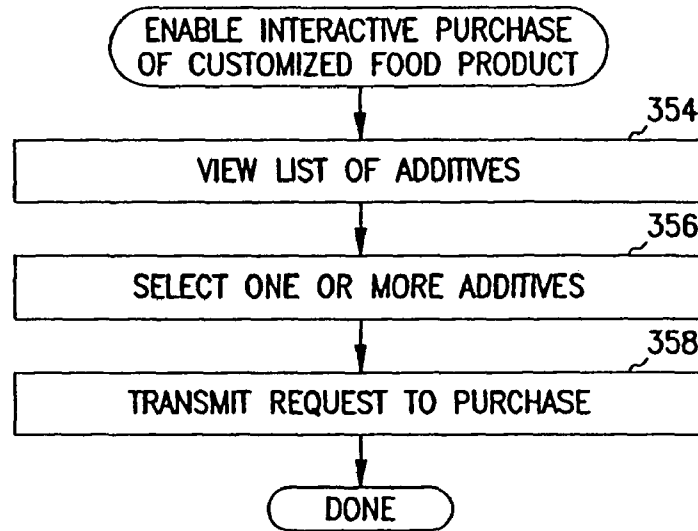 ENABLE INTERACTIVE PURCHASE
OF CUSTOMIZED FOOD PRODUCT
354
VIEW LIST OF ADDITIVES
356
SELECT ONE OR MORE ADDITIVES
358
TRANSMIT REQUEST TO PURCHASE
DONE